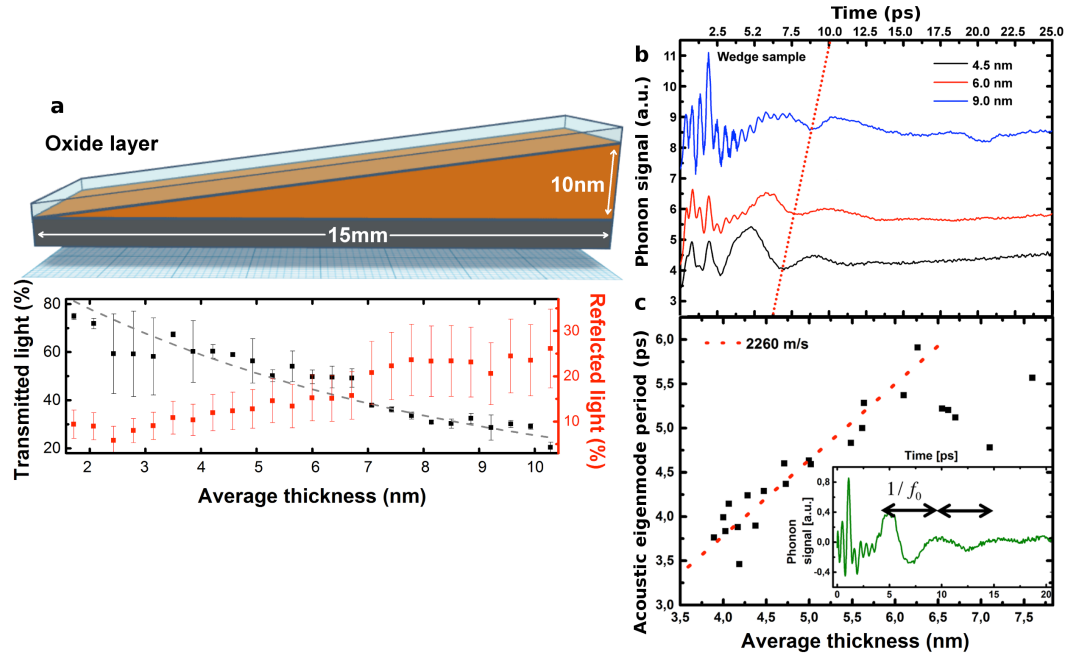 a
Oxide layer
10nm
15mm
Transmitted light (%)
80
60
40
20
2
3
4
5
6
7
8
9
10
Average thickness (nm)
30
20
10
Refelcted light (%)
Time (ps)
2.5
5.2
7.5
10.0
12.5
15.0
17.5
20.0
22.5
25.0
b
Wedge sample
4.5 nm
6.0 nm
9.0 nm
Phonon signal (a.u.)
11
10
9
8
7
6
5
4
3
c
2260 m/s
Acoustic eigenmode period (ps)
6,0
5,5
5,0
4,5
4,0
3,5
3,0
3,5
4,0
4,5
5,0
5,5
6,0
6,5
7,0
7,5
Average thickness (nm)
Time [ps]
1/f₀
Phonon
signal [a.u.]
0,8
0,4
0,0
-0,4
0
5
10
15
20